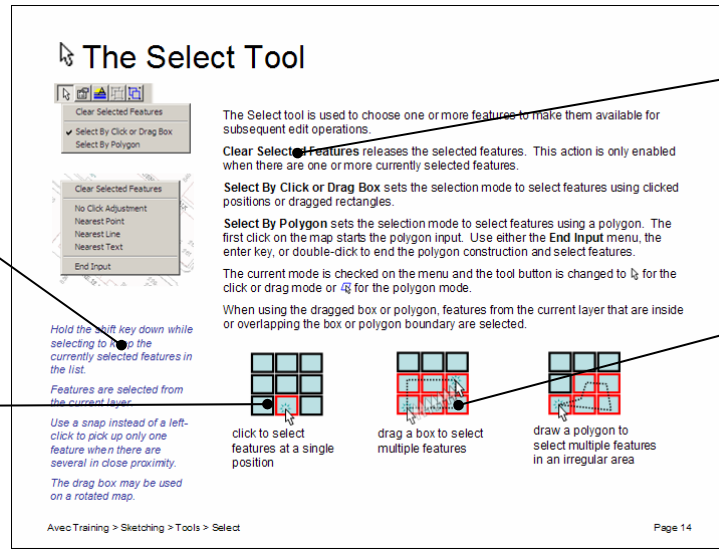 The Select Tool
Clear Selected Features
Select By Click or Drag Box
Select By Polygon
Clear Selected Features
No Click Adjustment
Nearest Point
Nearest Line
Nearest Text
End Input
Hold the shift key down while
selecting to keep the
currently selected features in
the list.
Features are selected from
the current layer.
Use a snap instead of a left-
click to pick up only one
feature when there are
several in close proximity.
The drag box may be used
on a rotated map.
The Select tool is used to choose one or more features to make them available for
subsequent edit operations.
Clear Selected Features releases the selected features. This action is only enabled
when there are one or more currently selected features.
Select By Click or Drag Box sets the selection mode to select features using clicked
positions or dragged rectangles.
Select By Polygon sets the selection mode to select features using a polygon. The
first click on the map starts the polygon input. Use either the End Input menu, the
enter key, or double-click to end the polygon construction and select features.
The current mode is checked on the menu and the tool button is changed to for the
click or drag mode or for the polygon mode.
When using the dragged box or polygon, features from the current layer that are inside
or overlapping the box or polygon boundary are selected.
click to select
features at a single
position
drag a box to select
multiple features
draw a polygon to
select multiple features
in an irregular area
Avec Training > Sketching > Tools > Select
Page 14